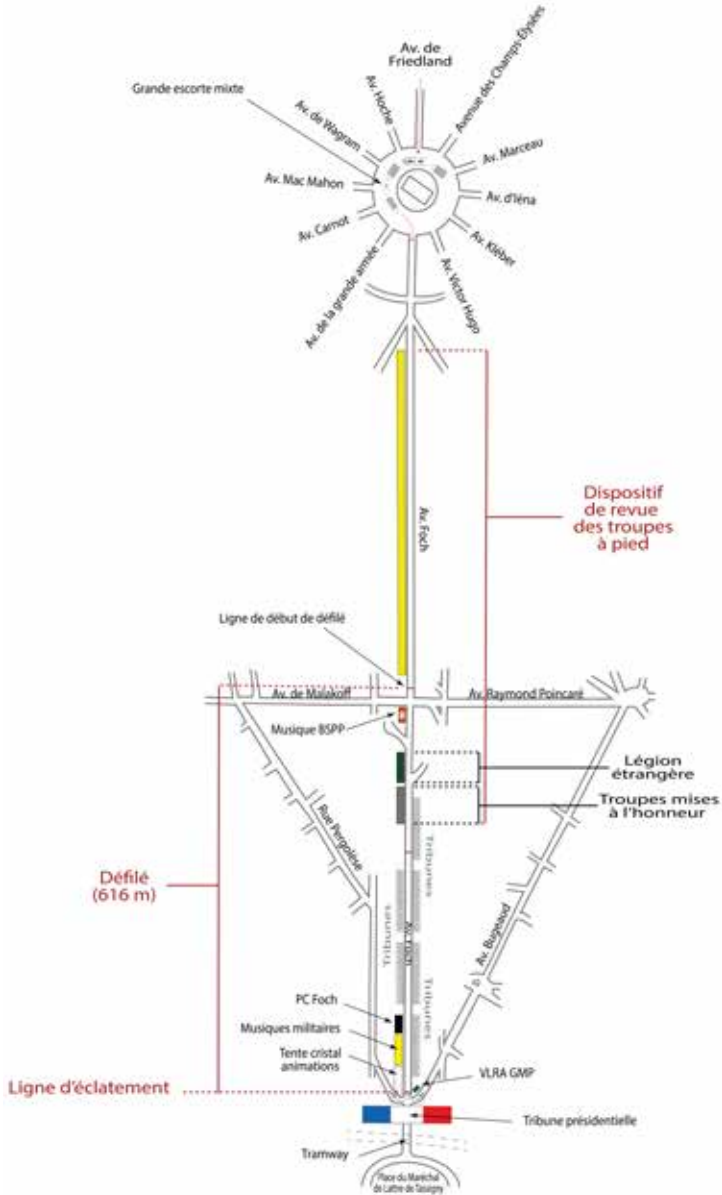 Av. de
Friedland
Grande escorte mixte
Av. Hoche
Avenue des Champs-Élysées
Av. de Wagram
Av. Marceau
Av. Mac Mahon
Av. d'Iéna
Av. Carnot
Av. Kléber
Av. de la grande armée
Av. Victor Hugo
Av. Foch
Dispositif
de revue
des troupes
à pied
Ligne de début de défilé
Av. de Malakoff
Av. Raymond Poincaré
Musique BSPP
Légion
étrangère
Troupes mises
à l'honneur
Rue Pergolèse
Tribunes
Défilé
(616 m)
Tribunes
Av. Foch
Av. Bugeaud
Tribunes
PC Foch
Musiques militaires
Tente cristal
animations
VLRA GMP
Ligne d'éclatement
Tribune présidentielle
Tramway
Place du Maréchal
de Lattre de Tassigny